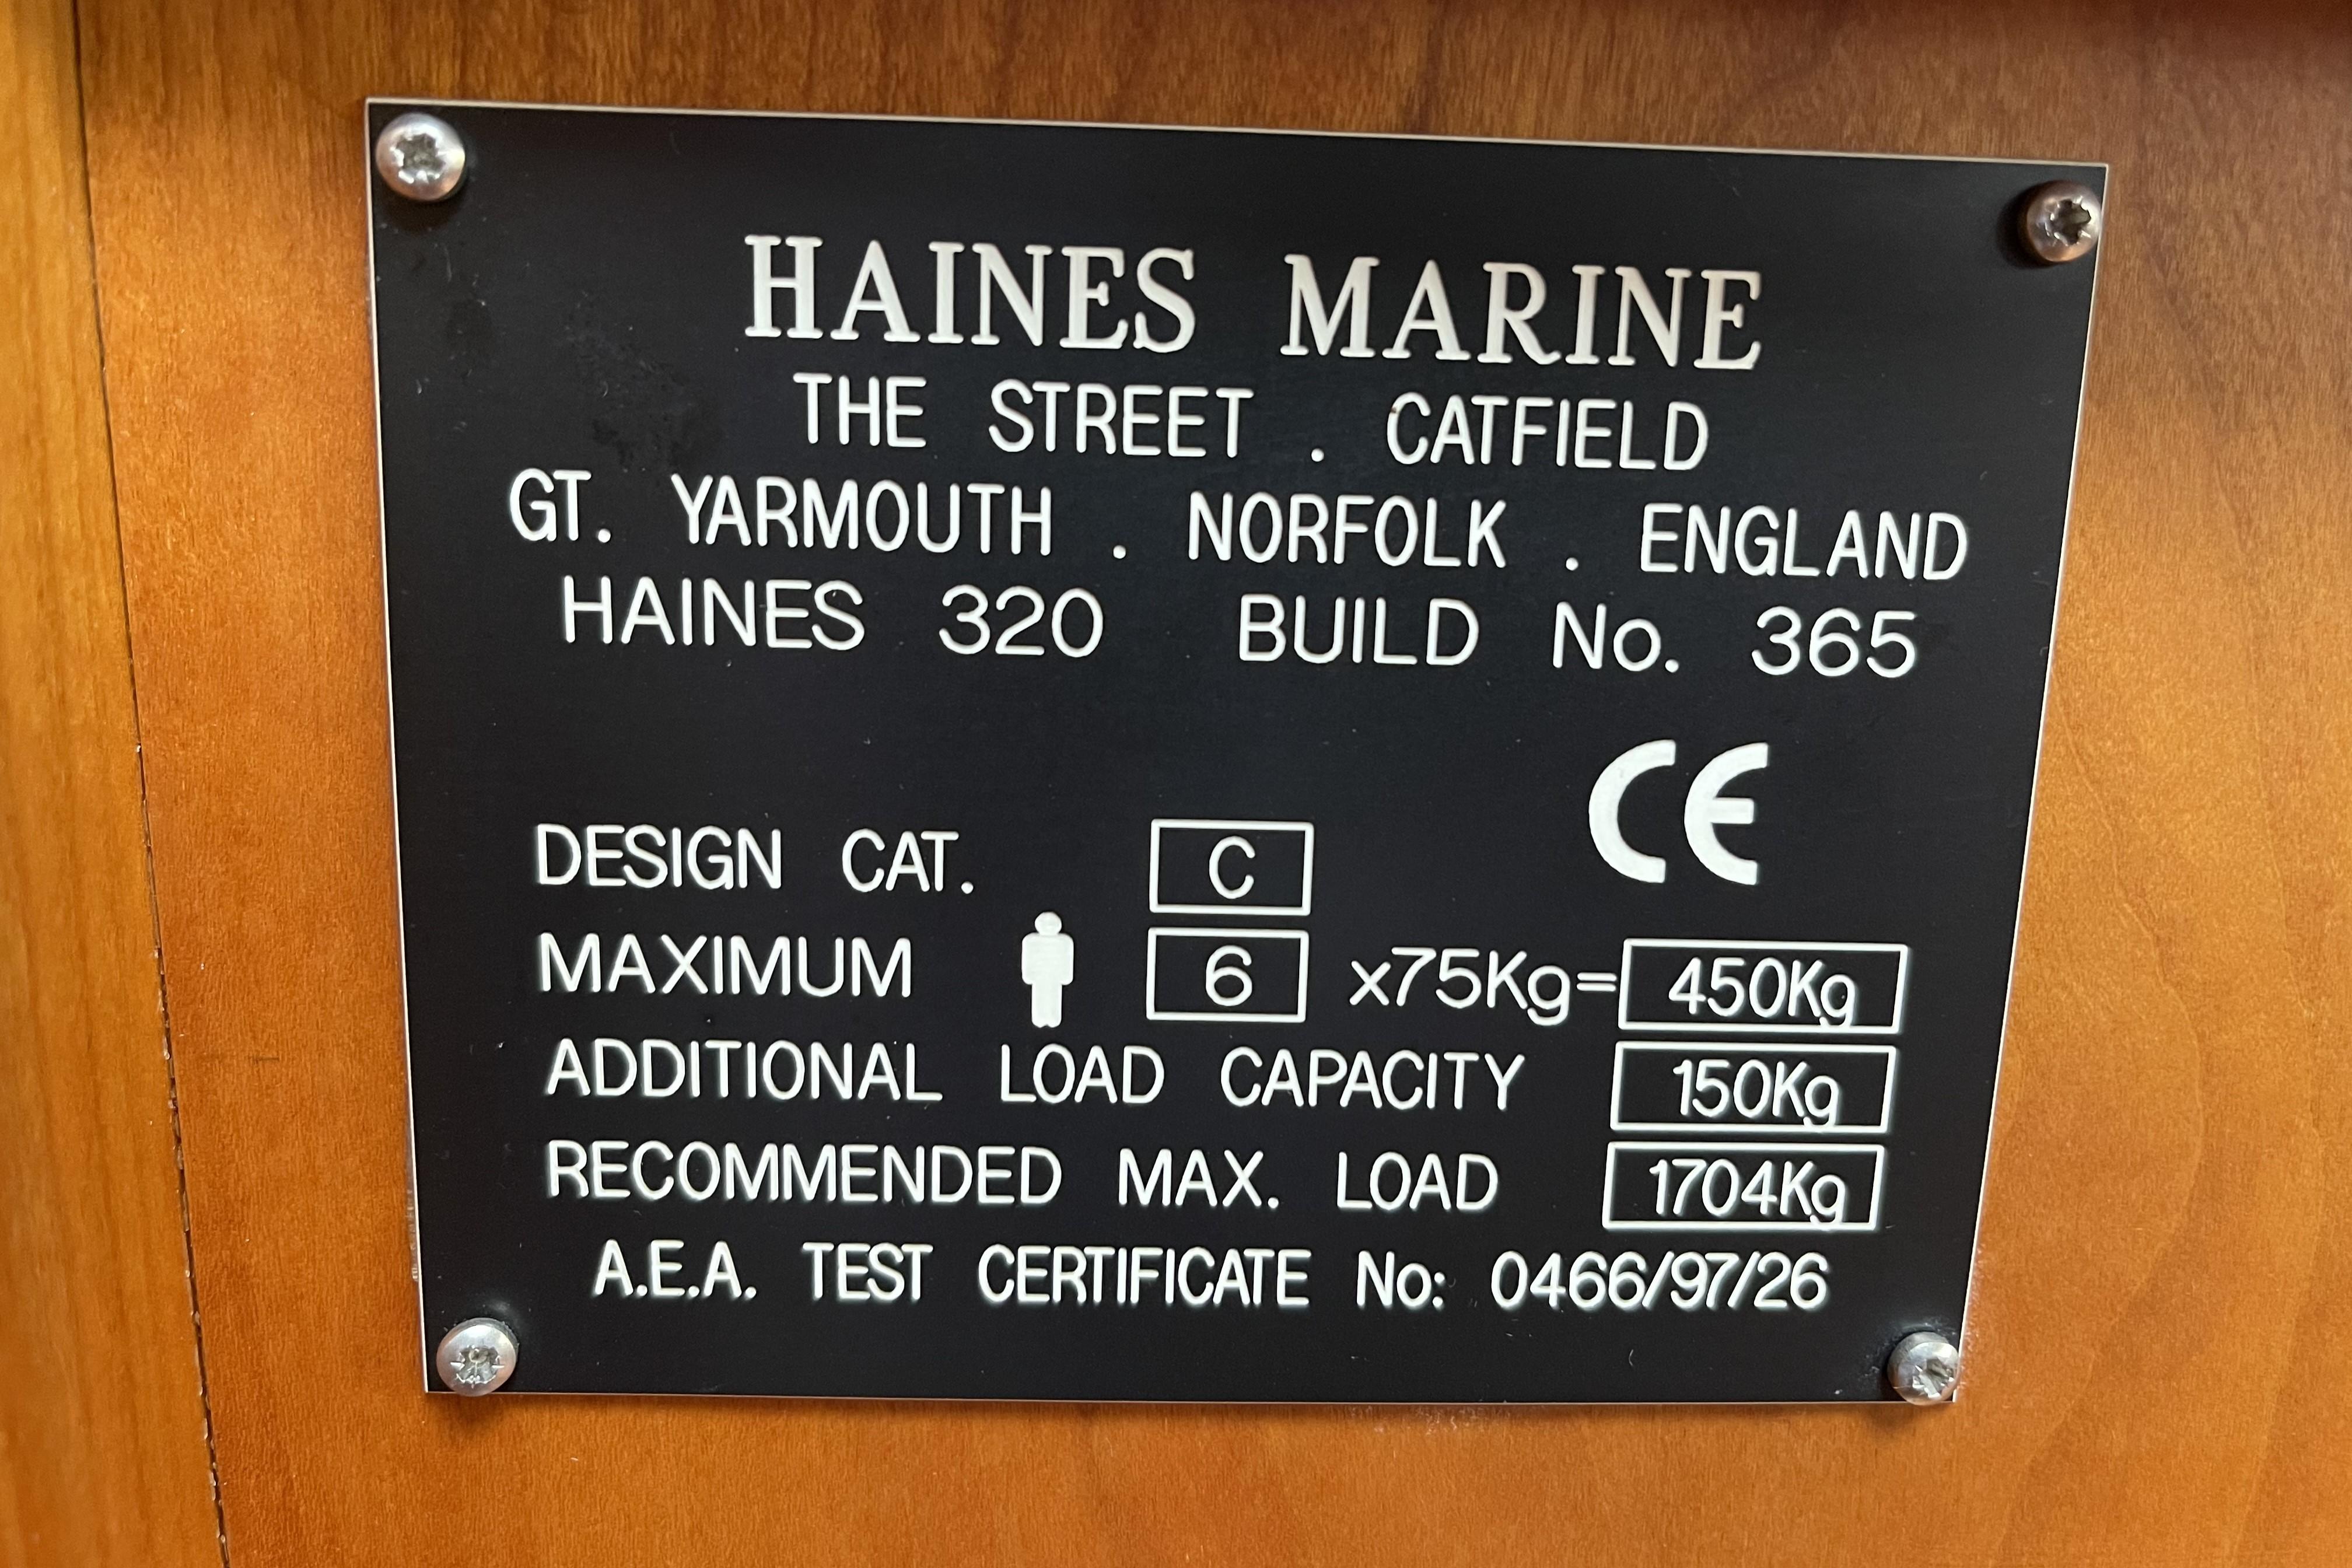 HAINES MARINE
THE STREET . CATFIELD
GT. YARMOUTH . NORFOLK . ENGLAND
HAINES 320 BUILD No. 365
CE
DESIGN CAT. C
MAXIMUM 6 x75Kg= 450Kg
ADDITIONAL LOAD CAPACITY 150Kg
RECOMMENDED MAX. LOAD 1704Kg
A.E.A. TEST CERTIFICATE No: 0466/97/26